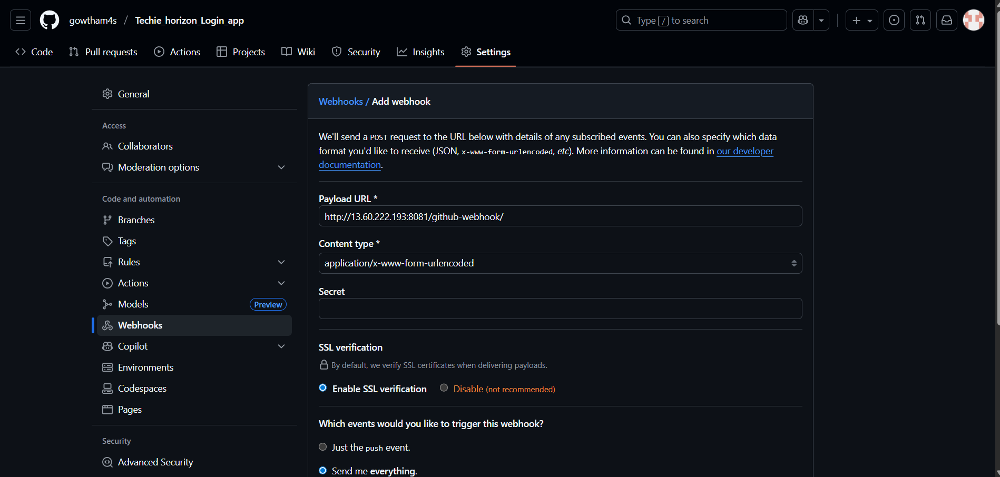 gowtham4s / Techie_horizon_Login_app
Type / to search
Code
Pull requests
Actions
Projects
Wiki
Security
Insights
Settings
General
Access
Collaborators
Moderation options
Code and automation
Branches
Tags
Rules
Actions
Models
Preview
Webhooks
Copilot
Environments
Codespaces
Pages
Security
Advanced Security
Webhooks / Add webhook
We'll send a POST request to the URL below with details of any subscribed events. You can also specify which data
format you'd like to receive (JSON, x-www-form-urlencoded, etc). More information can be found in our developer
documentation.
Payload URL *
http://13.60.222.193:8081/github-webhook/
Content type *
application/x-www-form-urlencoded
Secret
SSL verification
By default, we verify SSL certificates when delivering payloads.
Enable SSL verification
Disable (not recommended)
Which events would you like to trigger this webhook?
Just the push event.
Send me everything.